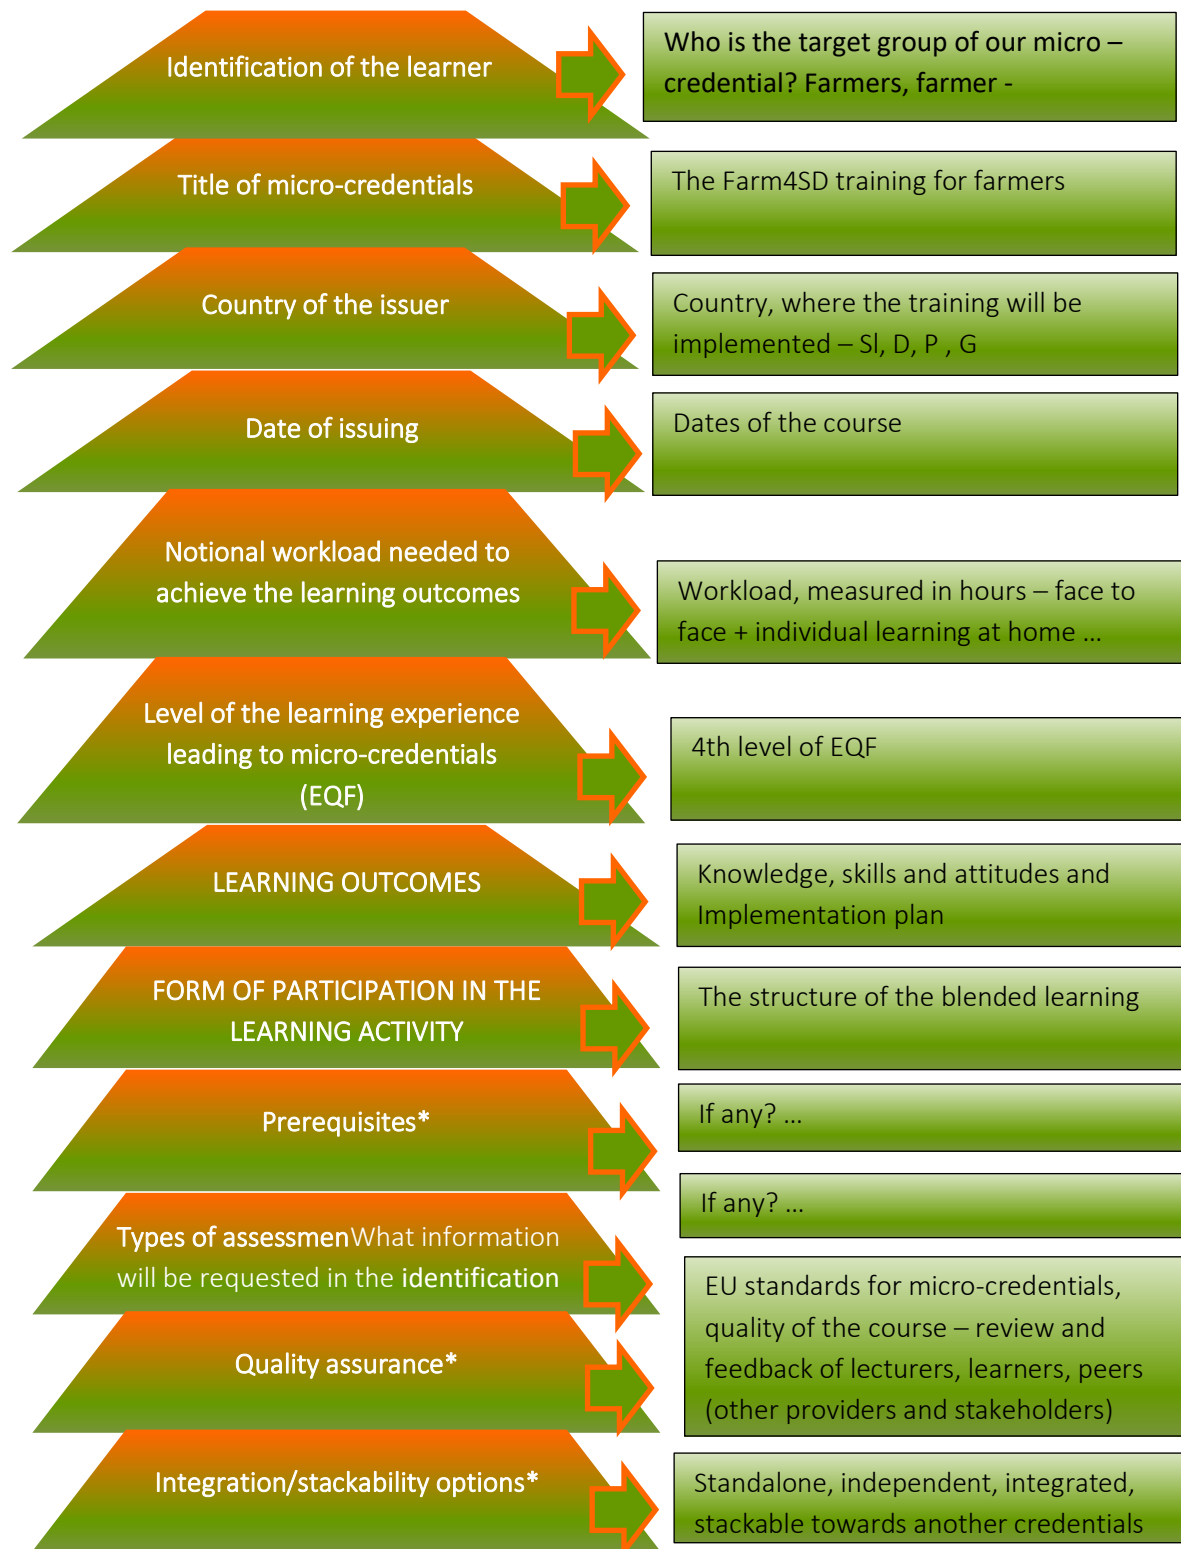 Identification of the learner
Who is the target group of our micro –
credential? Farmers, farmer -
Title of micro-credentials
The Farm4SD training for farmers
Country of the issuer
Country, where the training will be
implemented – Sl, D, P , G
Date of issuing
Dates of the course
Notional workload needed to
achieve the learning outcomes
Workload, measured in hours – face to
face + individual learning at home ...
Level of the learning experience
leading to micro-credentials
(EQF)
4th level of EQF
LEARNING OUTCOMES
Knowledge, skills and attitudes and
Implementation plan
FORM OF PARTICIPATION IN THE
LEARNING ACTIVITY
The structure of the blended learning
Prerequisites*
If any? ...
Types of assessmenWhat information
will be requested in the identification
If any? ...
Quality assurance*
EU standards for micro-credentials,
quality of the course – review and
feedback of lecturers, learners, peers
(other providers and stakeholders)
Integration/stackability options*
Standalone, independent, integrated,
stackable towards another credentials